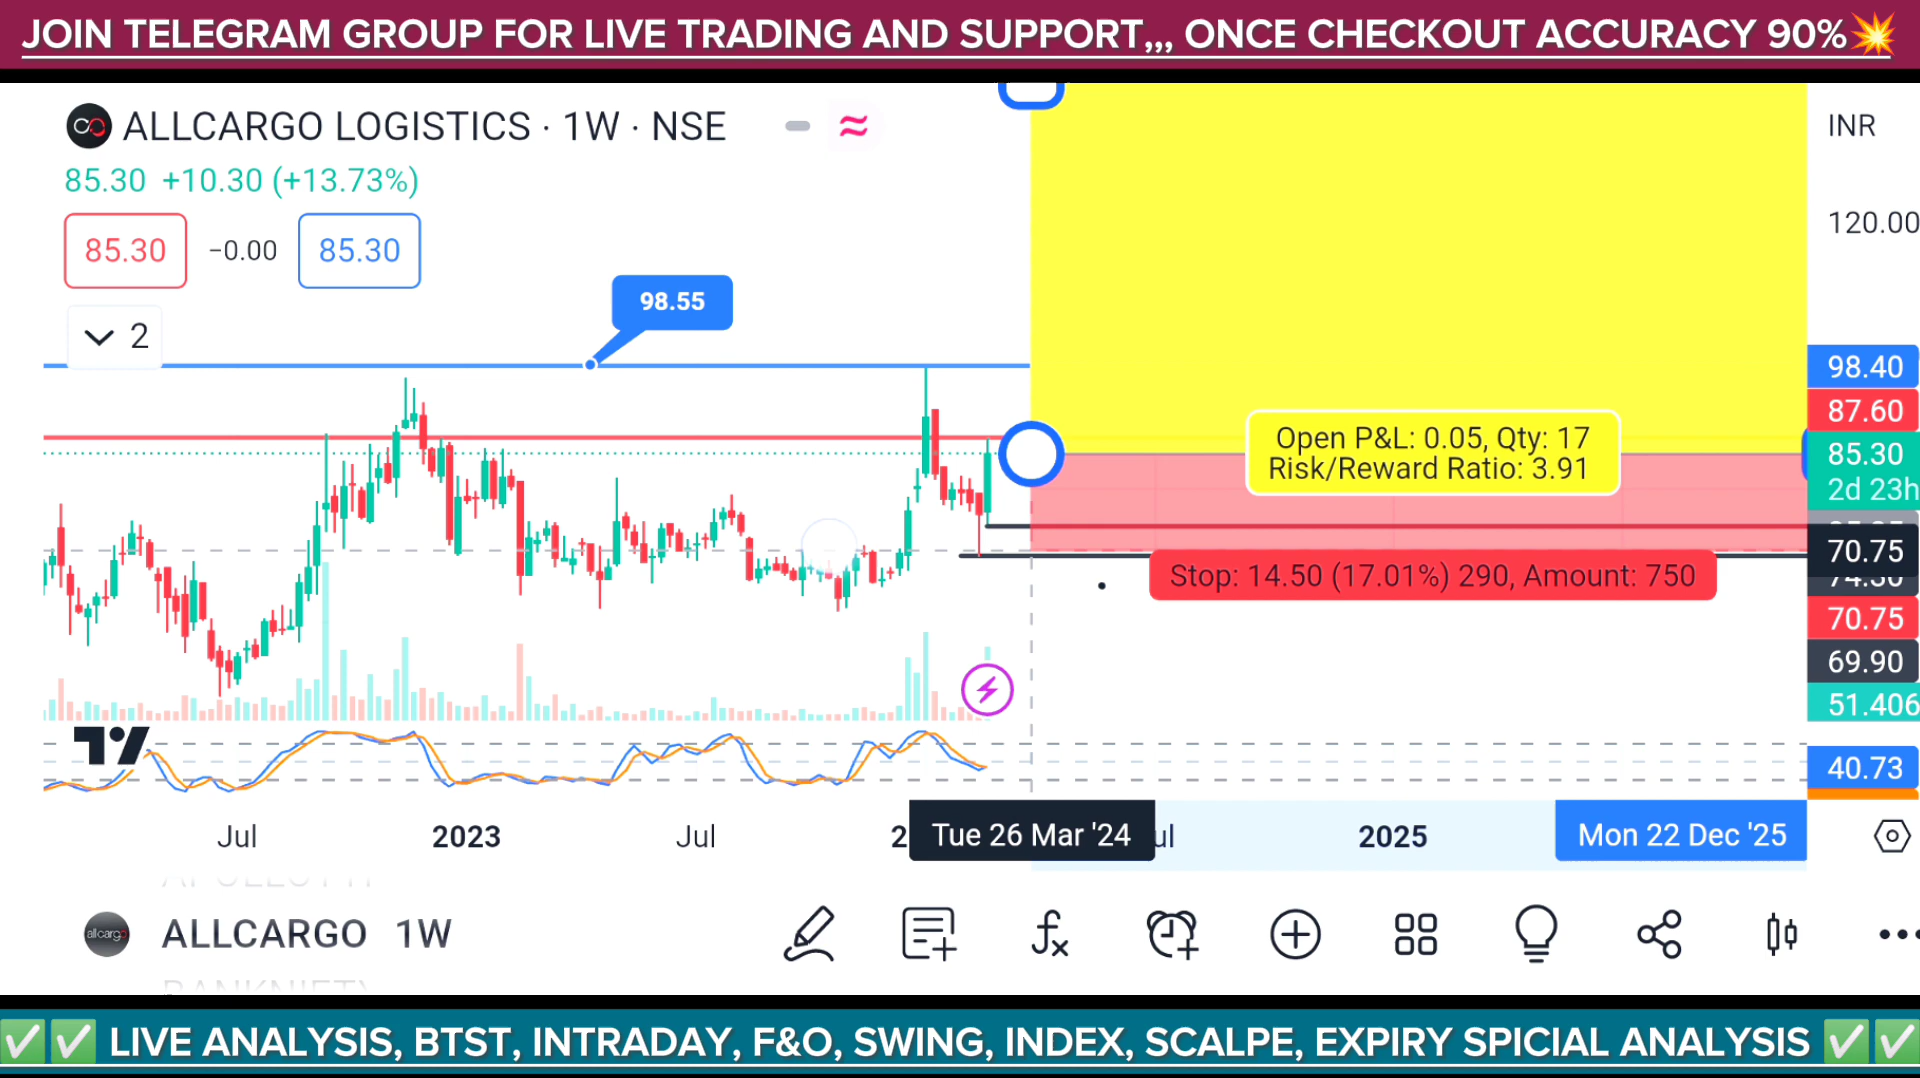 JOIN TELEGRAM GROUP FOR LIVE TRADING AND SUPPORT,,, ONCE CHECKOUT ACCURACY 90%💥
ALLCARGO LOGISTICS · 1W · NSE
INR
85.30 +10.30 (+13.73%)
120.00
85.30 −0.00 85.30
98.55
2
98.40
87.60
Open P&L: 0.05, Qty: 17
Risk/Reward Ratio: 3.91
85.30
2d 23h
70.75
Stop: 14.50 (17.01%) 290, Amount: 750
70.75
69.90
51.406
40.73
Jul 2023 Jul 2 Tue 26 Mar '24 ul 2025 Mon 22 Dec '25
allcargo
ALLCARGO 1W
✅✅ LIVE ANALYSIS, BTST, INTRADAY, F&O, SWING, INDEX, SCALPE, EXPIRY SPICIAL ANALYSIS ✅✅